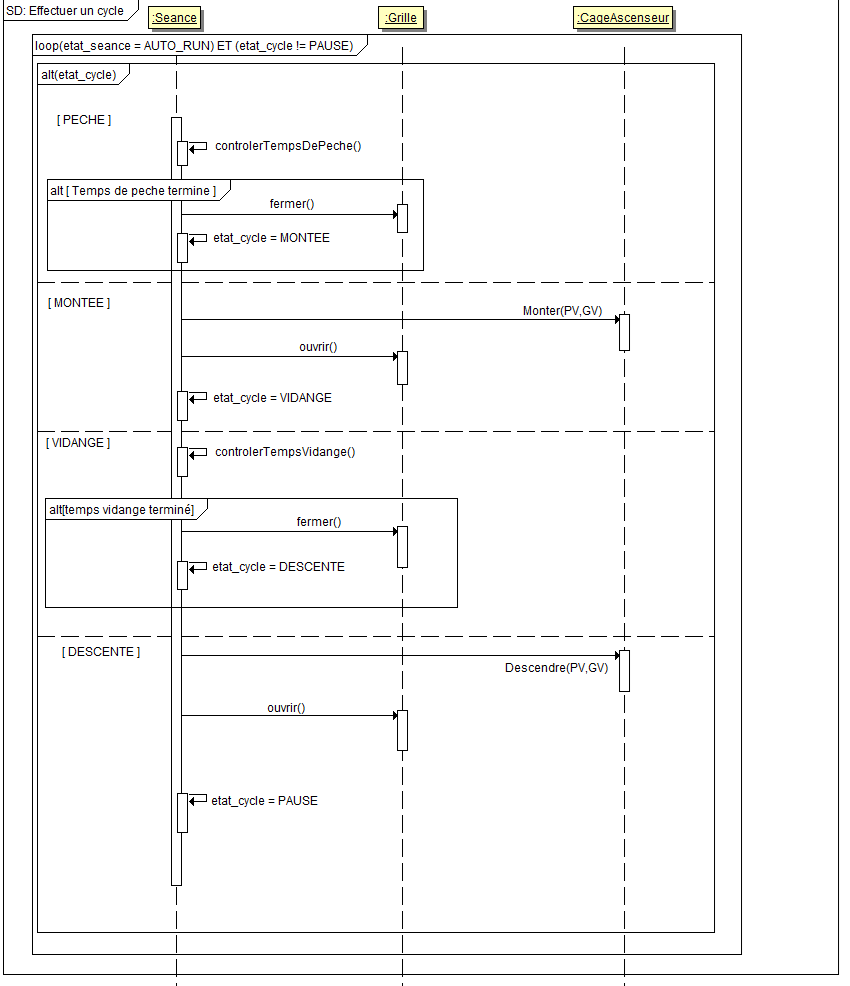 SD: Effectuer un cycle
:Seance
:Grille
:CageAscenseur
loop(etat_seance = AUTO_RUN) ET (etat_cycle != PAUSE)
alt(etat_cycle)
[ PECHE ]
controlerTempsDePeche()
alt [ Temps de peche termine ]
fermer()
etat_cycle = MONTEE
[ MONTEE ]
Monter(PV,GV)
ouvrir()
etat_cycle = VIDANGE
[ VIDANGE ]
controlerTempsVidange()
alt[temps vidange terminé]
fermer()
etat_cycle = DESCENTE
[ DESCENTE ]
Descendre(PV,GV)
ouvrir()
etat_cycle = PAUSE